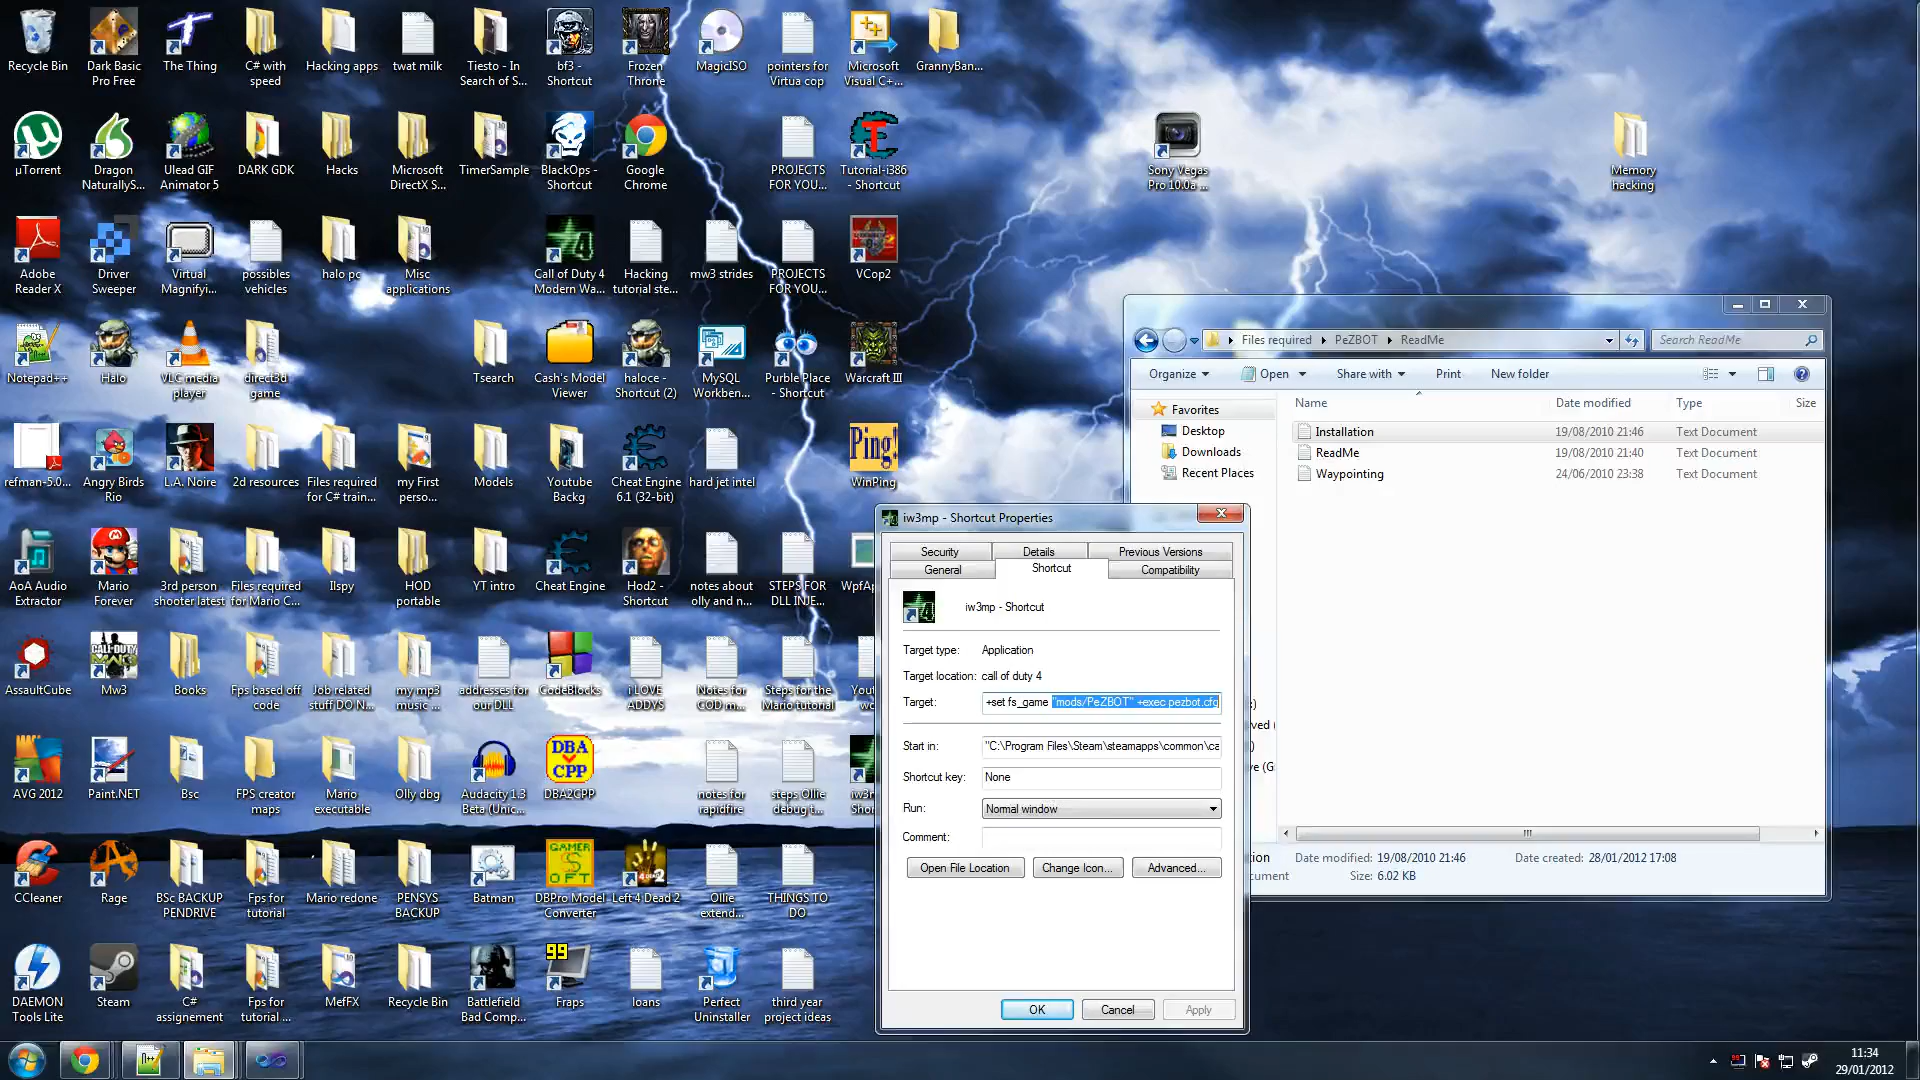 Recycle Bin
Dark Basic
Pro Free
The Thing
C# with
speed
Hacking apps
twat milk
Tiesto - In
Search of S...
bf3 -
Shortcut
Frozen
Throne
MagicISO
pointers for
Virtua cop
Microsoft
Visual C+...
GrannyBan...
µTorrent
Dragon
NaturallyS...
Ulead GIF
Animator 5
DARK GDK
Hacks
Microsoft
DirectX S...
TimerSample
BlackOps -
Shortcut
Google
Chrome
PROJECTS
FOR YOU...
Tutorial-i386
- Shortcut
Sony Vegas
Pro 10.0a ...
Memory
hacking
Adobe
Reader X
Driver
Sweeper
Virtual
Magnifyi...
possibles
vehicles
halo pc
Misc
applications
Call of Duty 4
Modern Wa...
Hacking
tutorial ste...
mw3 strides
PROJECTS
FOR YOU...
VCop2
Notepad++
Halo
VLC media
player
direct3d
game
Tsearch
Cash's Model
Viewer
haloce -
Shortcut (2)
MySQL
Workben...
Purble Place
- Shortcut
Warcraft III
refman-5.0...
Angry Birds
Rio
L.A. Noire
2d resources
Files required
for C# train...
my First
perso...
Models
Youtube
Backg
Cheat Engine
6.1 (32-bit)
hard jet intel
Ping!
WinPing
AoA Audio
Extractor
Mario
Forever
3rd person
shooter latest
Files required
for Mario C...
Ilspy
HOD
portable
YT intro
Cheat Engine
Hod2 -
Shortcut
notes about
olly and n...
STEPS FOR
DLL INJE...
WpfAp
AssaultCube
CALL-DUTY
MW3
Mw3
Books
Fps based off
code
Job related
stuff DO N...
my mp3
music ...
addresses for
our DLL
CodeBlocks
i LOVE
ADDYS
Notes for
COD m...
Steps for the
Mario tutorial
Yout
wo
AVG 2012
Paint.NET
Bsc
FPS creator
maps
Mario
executable
Olly dbg
Audacity 1.3
Beta (Unic...
DBA
CPP
DBA2CPP
notes for
rapidfire
steps Ollie
debug t...
iw3m
Shor
CCleaner
Rage
BSc BACKUP
PENDRIVE
Fps for
tutorial
Mario redone
PENSYS
BACKUP
Batman
GAMER
SOFT
DBPro Model
Converter
Left 4 Dead 2
Ollie
extend...
THINGS TO
DO
DAEMON
Tools Lite
Steam
C#
assignement
Fps for
tutorial ...
MefFX
Recycle Bin
Battlefield
Bad Comp...
99
Fraps
loans
Perfect
Uninstaller
third year
project ideas
Files required
PeZBOT
ReadMe
Search ReadMe
Organize
Open
Share with
Print
New folder
Name
Date modified
Type
Size
Favorites
Desktop
Downloads
Recent Places
Installation
19/08/2010 21:46
Text Document
ReadMe
19/08/2010 21:40
Text Document
Waypointing
24/06/2010 23:38
Text Document
:)
rved (
)
ve (G
tion
Date modified: 19/08/2010 21:46
Date created: 28/01/2012 17:08
cument
Size: 6.02 KB
iw3mp - Shortcut Properties
Security
Details
Previous Versions
General
Shortcut
Compatibility
iw3mp - Shortcut
Target type:
Application
Target location:
call of duty 4
Target:
+set fs_game "mods/PeZBOT" +exec pezbot.cfg
Start in:
"C:\Program Files\Steam\steamapps\common\ca
Shortcut key:
None
Run:
Normal window
Comment:
Open File Location
Change Icon...
Advanced...
OK
Cancel
Apply
11:34
29/01/2012